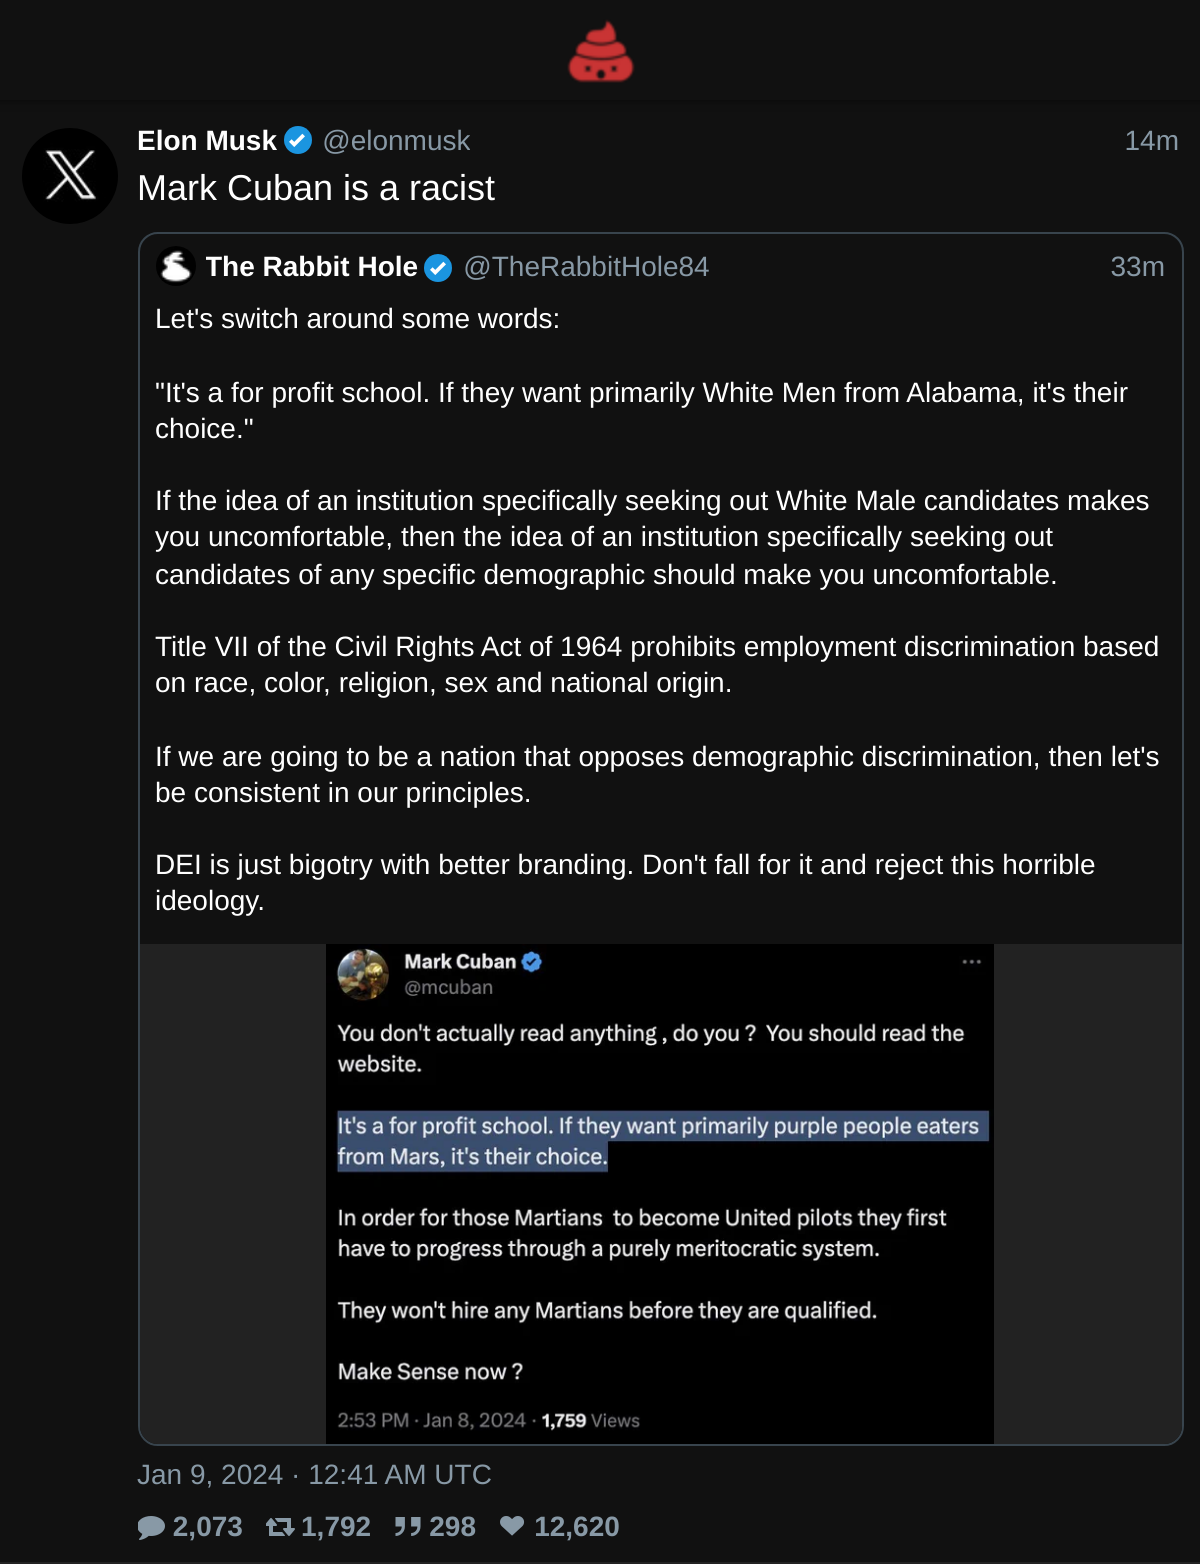 Elon Musk @elonmusk 14m
Mark Cuban is a racist
The Rabbit Hole @TheRabbitHole84 33m
Let's switch around some words:
"It's a for profit school. If they want primarily White Men from Alabama, it's their
choice."
If the idea of an institution specifically seeking out White Male candidates makes
you uncomfortable, then the idea of an institution specifically seeking out
candidates of any specific demographic should make you uncomfortable.
Title VII of the Civil Rights Act of 1964 prohibits employment discrimination based
on race, color, religion, sex and national origin.
If we are going to be a nation that opposes demographic discrimination, then let's
be consistent in our principles.
DEI is just bigotry with better branding. Don't fall for it and reject this horrible
ideology.
Mark Cuban
@mcuban
You don't actually read anything , do you ?  You should read the
website.
It's a for profit school. If they want primarily purple people eaters
from Mars, it's their choice.
In order for those Martians  to become United pilots they first
have to progress through a purely meritocratic system.
They won't hire any Martians before they are qualified.
Make Sense now ?
2:53 PM · Jan 8, 2024 · 1,759 Views
Jan 9, 2024 · 12:41 AM UTC
2,073 1,792 298 12,620